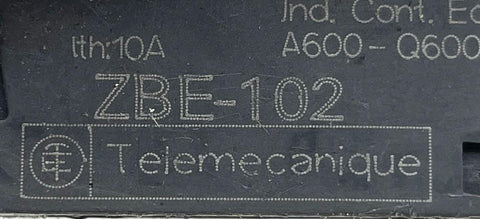 Ind. Cont. Eq
Ith:10A
A600-Q600
ZBE-102
Telemecanique